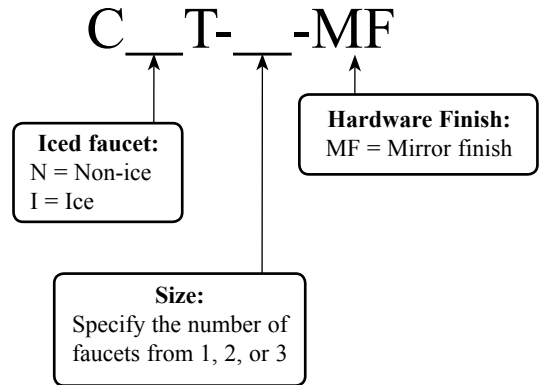 C__T-__-MF
Iced faucet:
N = Non-ice
I = Ice
Hardware Finish:
MF = Mirror finish
Size:
Specify the number of
faucets from 1, 2, or 3